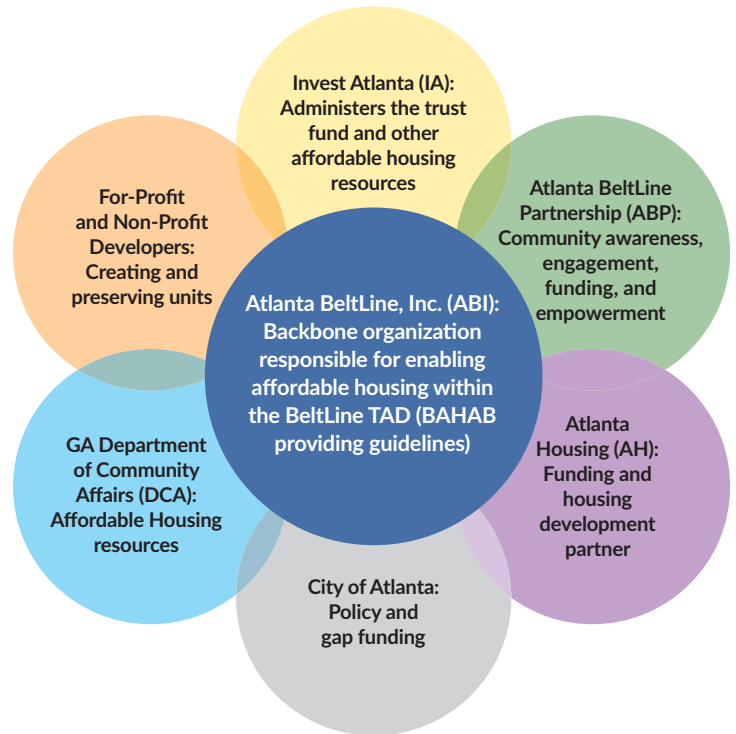 Invest Atlanta (IA):
Administers the trust
fund and other
affordable housing
resources
For-Profit
and Non-Profit
Developers:
Creating and
preserving units
Atlanta BeltLine
Partnership (ABP):
Community awareness,
engagement,
funding, and
empowerment
Atlanta BeltLine, Inc. (ABI):
Backbone organization
responsible for enabling
affordable housing within
the BeltLine TAD (BAHAB
providing guidelines)
GA Department
of Community
Affairs (DCA):
Affordable Housing
resources
Atlanta
Housing (AH):
Funding and
housing
development
partner
City of Atlanta:
Policy and
gap funding